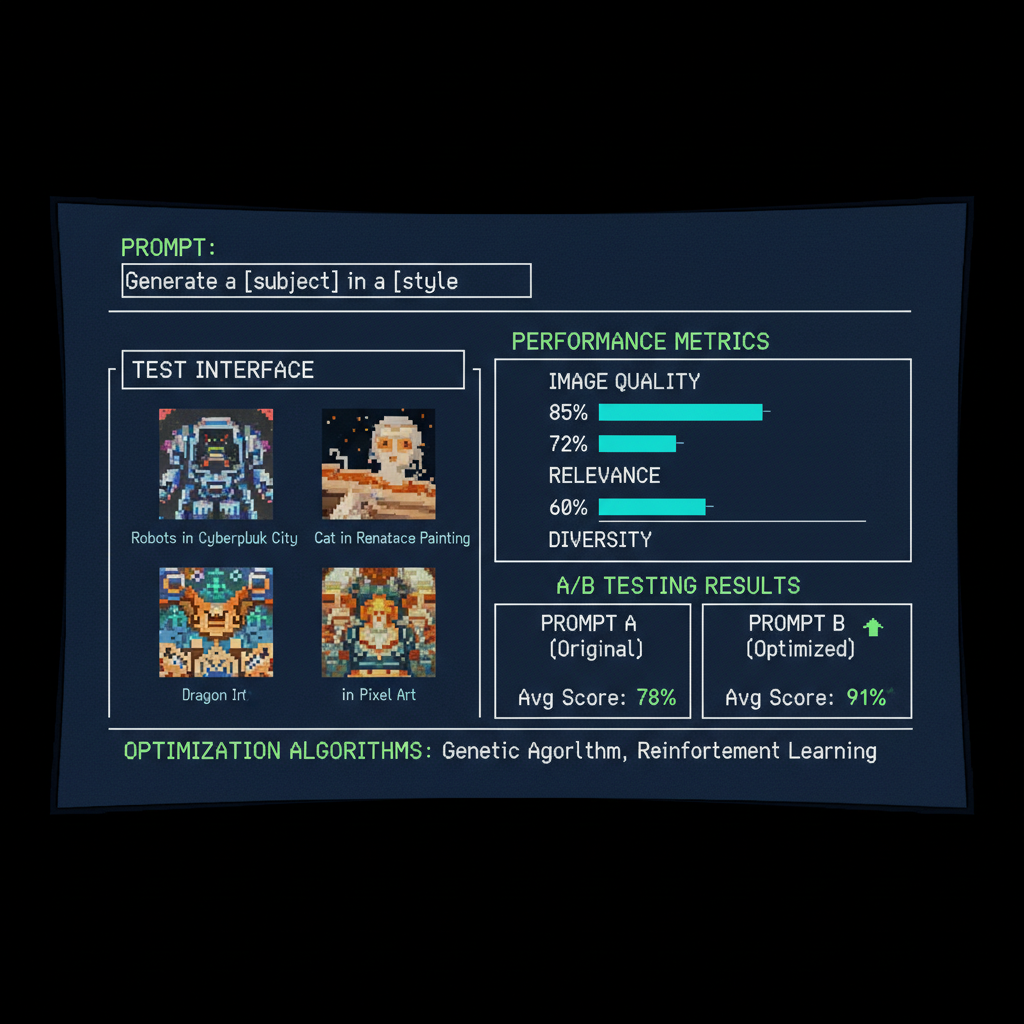 PROMPT:
Generate a [subject] in a [style
TEST INTERFACE
Robots in Cyberpluuk City
Cat in Renatace Painting
Dragon Irt
in Pixel Art
PERFORMANCE METRICS
IMAGE QUALITY
85%
72%
RELEVANCE
60%
DIVERSITY
A/B TESTING RESULTS
PROMPT A
(Original)
Avg Score: 78%
PROMPT B
(Optimized)
Avg Score: 91%
OPTIMIZATION ALGORITHMS: Genetic Agorlthm, Reinfortement Learning